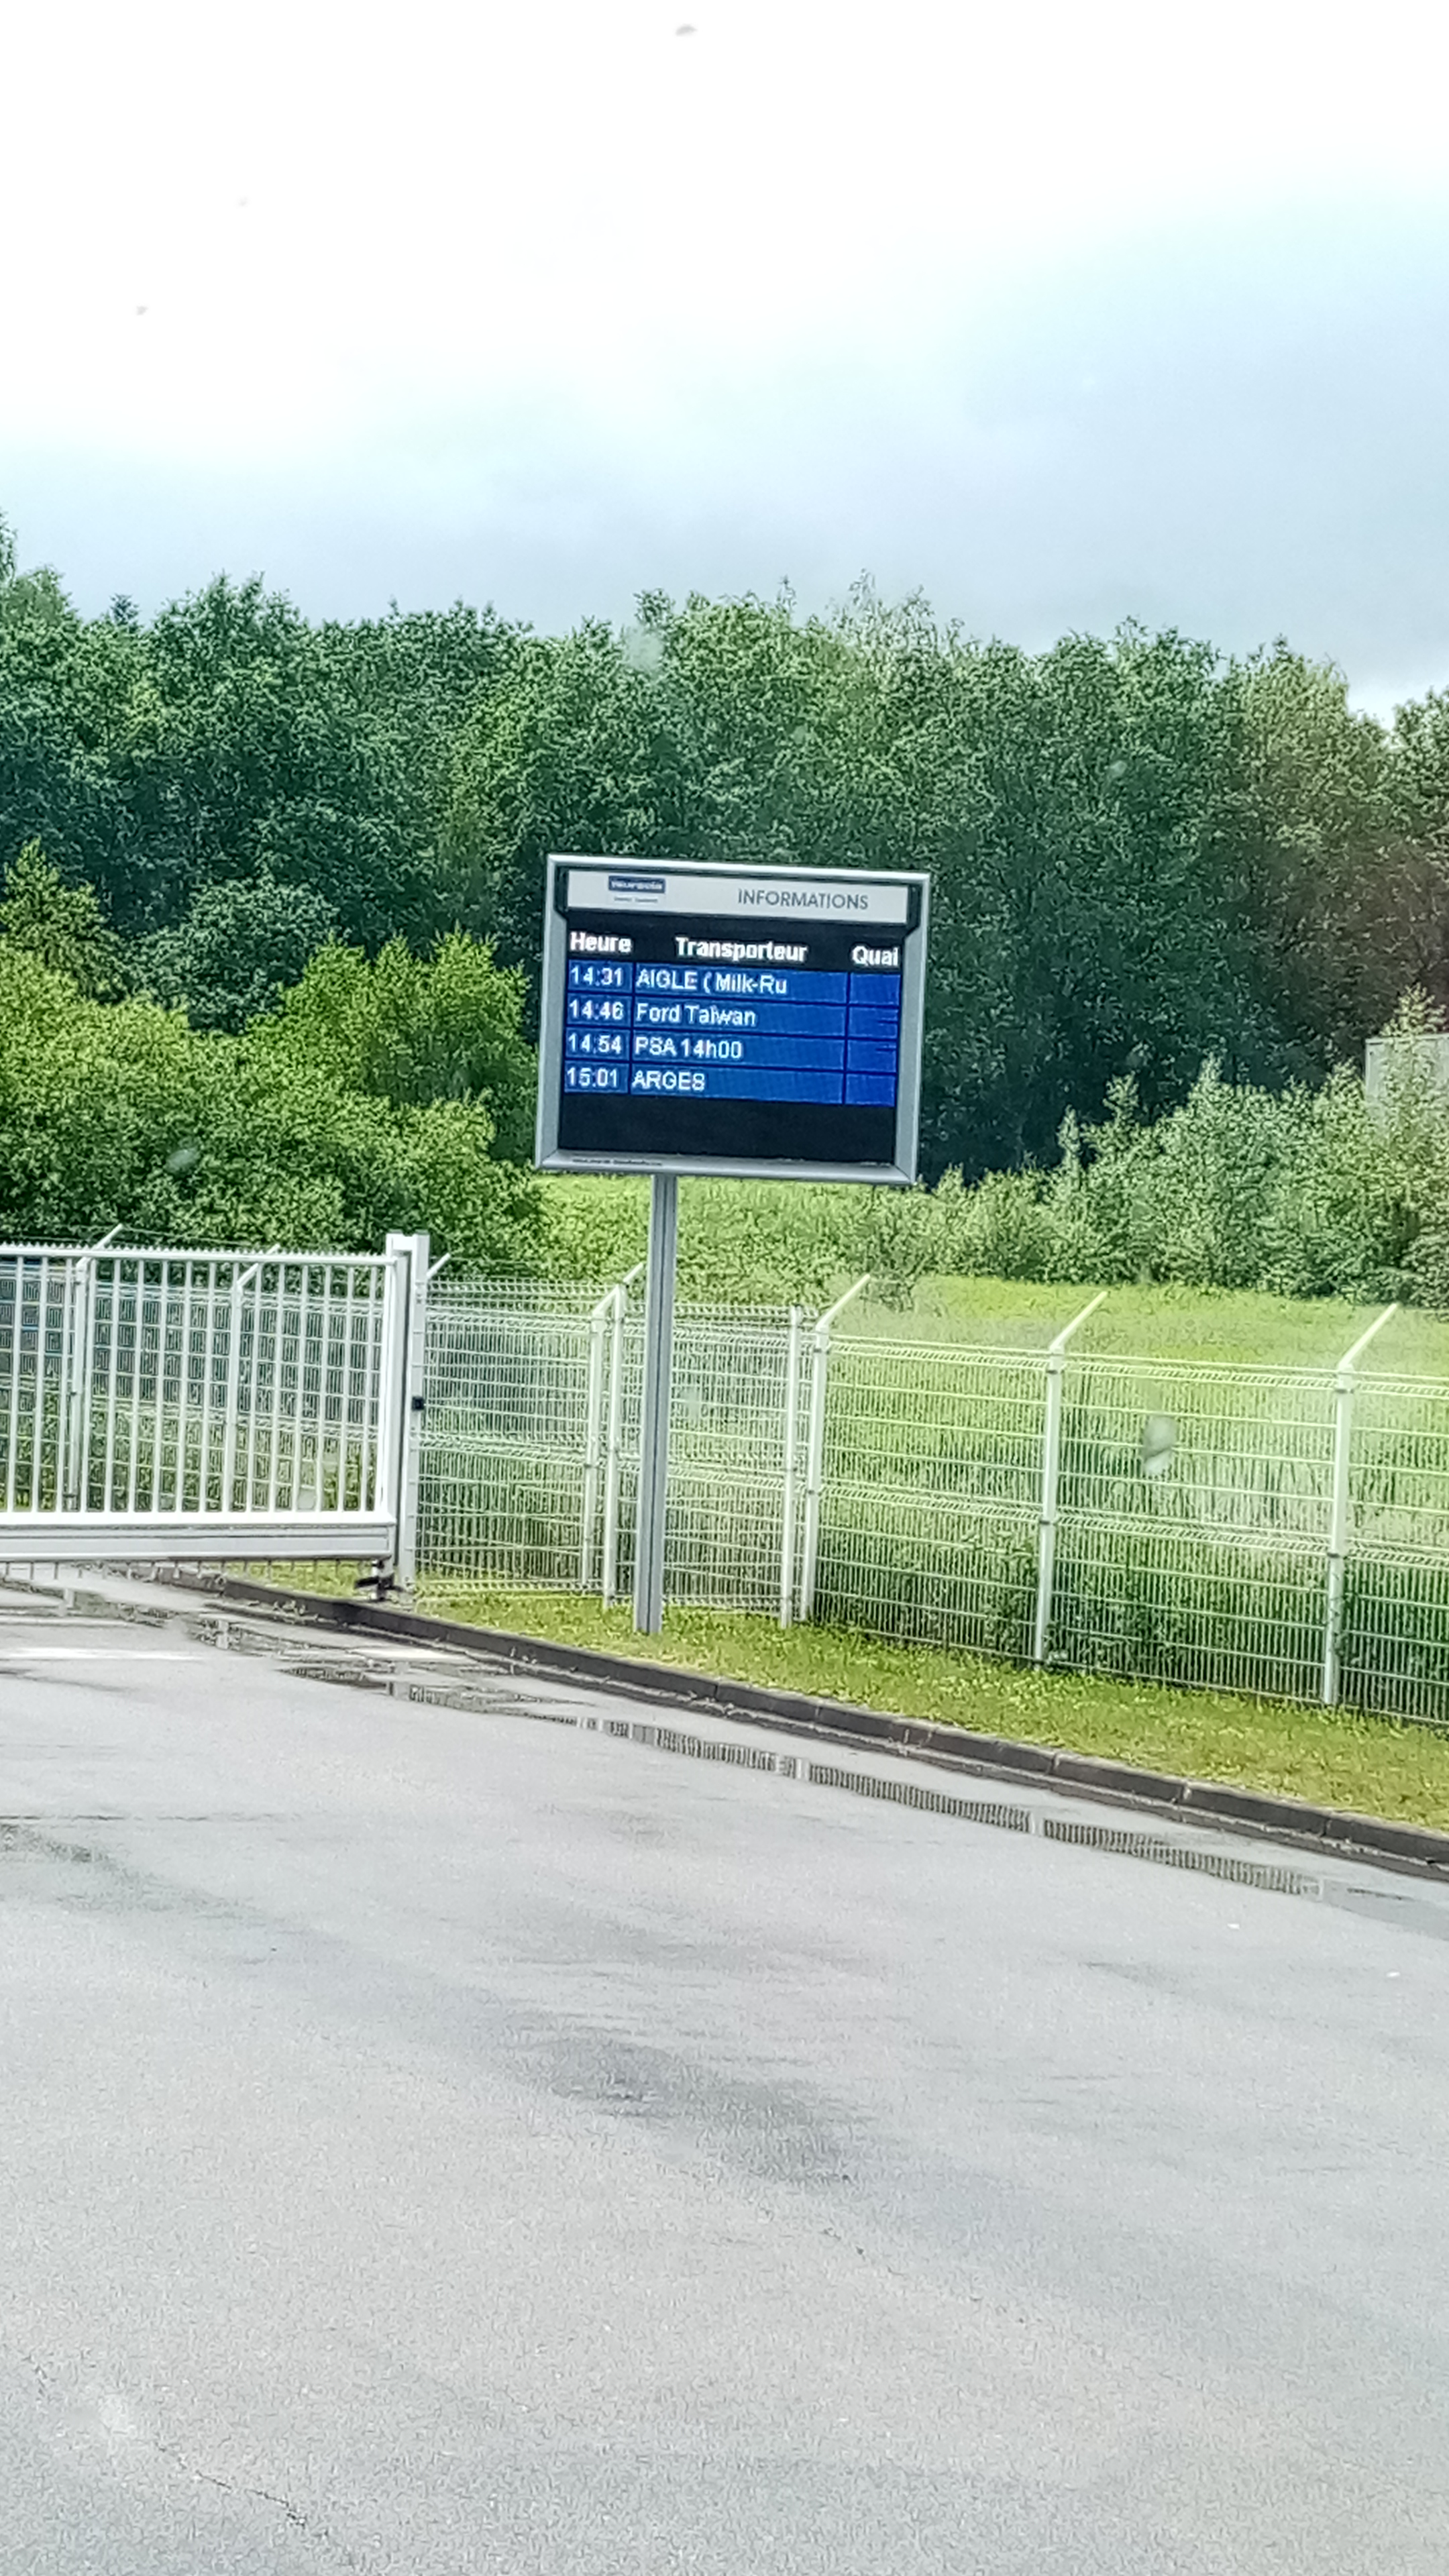 INFORMATIONS
Heure Transporteur Quai
14:31 AIGLE ( Milk-Ru
14:46 Ford Taiwan
14:54 PSA 14h00
15:01 ARGES